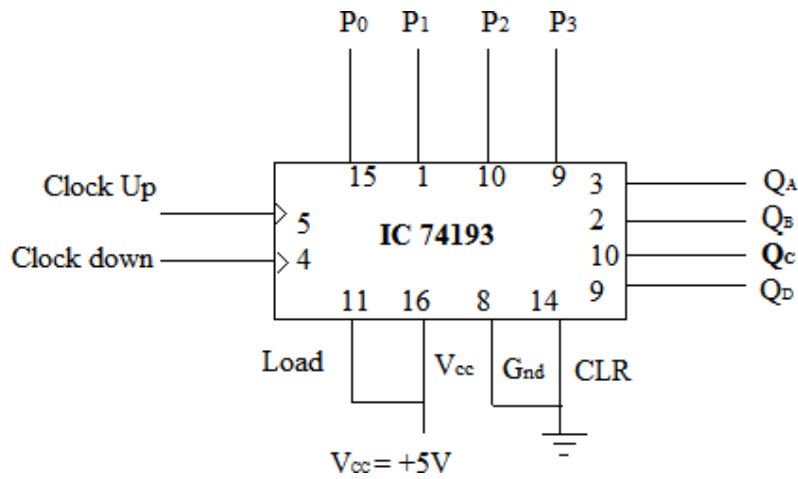 P0 P1 P2 P3
15 1 10 9
3 QA
Clock Up
5
2 QB
IC 74193
Clock down
4
10 QC
9 QD
11 16 8 14
Load Vcc Gnd CLR
Vcc = +5V